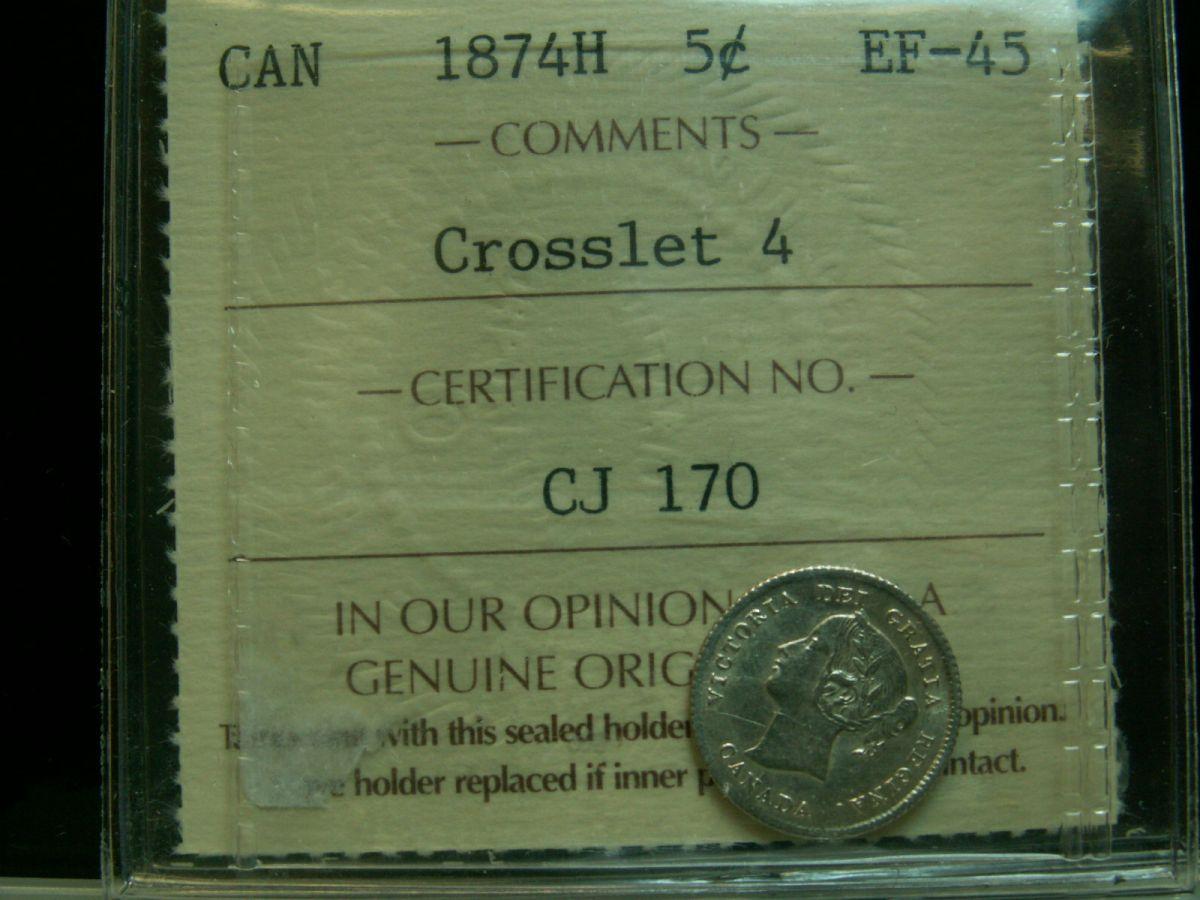 CAN 1874H 5¢ EF-45
— COMMENTS —
Crosslet 4
— CERTIFICATION NO. —
CJ 170
IN OUR OPINION A
GENUINE ORIG
with this sealed holder opinion.
holder replaced if inner p ntact.
VICTORIA DEI GRATIA REGINA.
CANADA